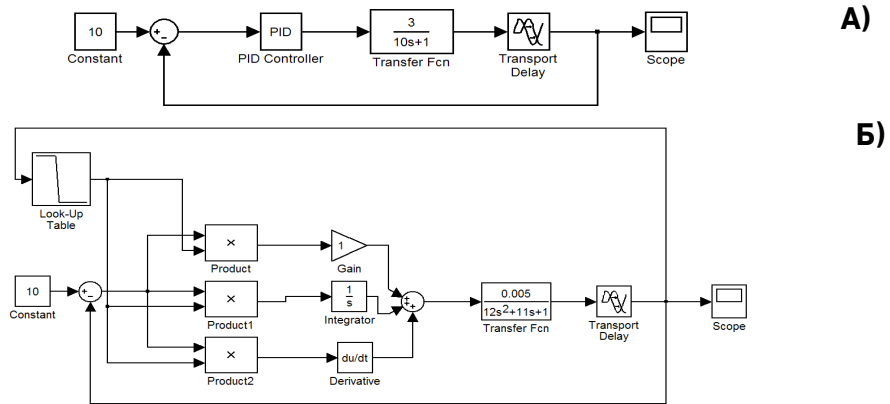 А)
10
Constant
+
−
PID
PID Controller
3
10s+1
Transfer Fcn
Transport
Delay
Scope
Б)
Look-Up
Table
×
Product
1
Gain
10
Constant
+
−
×
Product1
1
s
Integrator
+
+
+
0.005
12s²+11s+1
Transfer Fcn
Transport
Delay
Scope
×
Product2
du/dt
Derivative